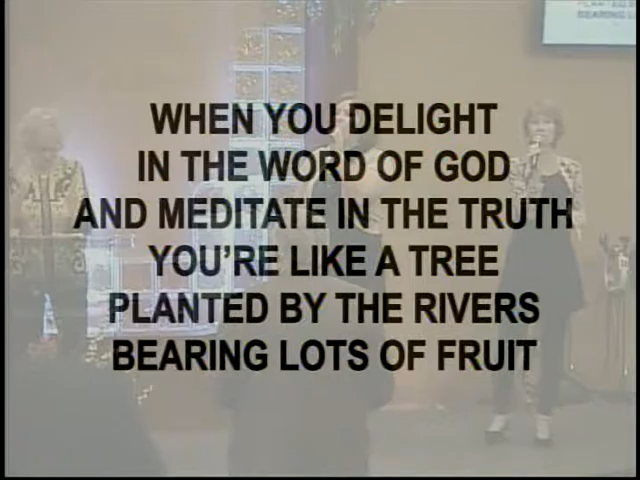 WHEN YOU DELIGHT
IN THE WORD OF GOD
AND MEDITATE IN THE TRUTH
YOU'RE LIKE A TREE
PLANTED BY THE RIVERS
BEARING LOTS OF FRUIT